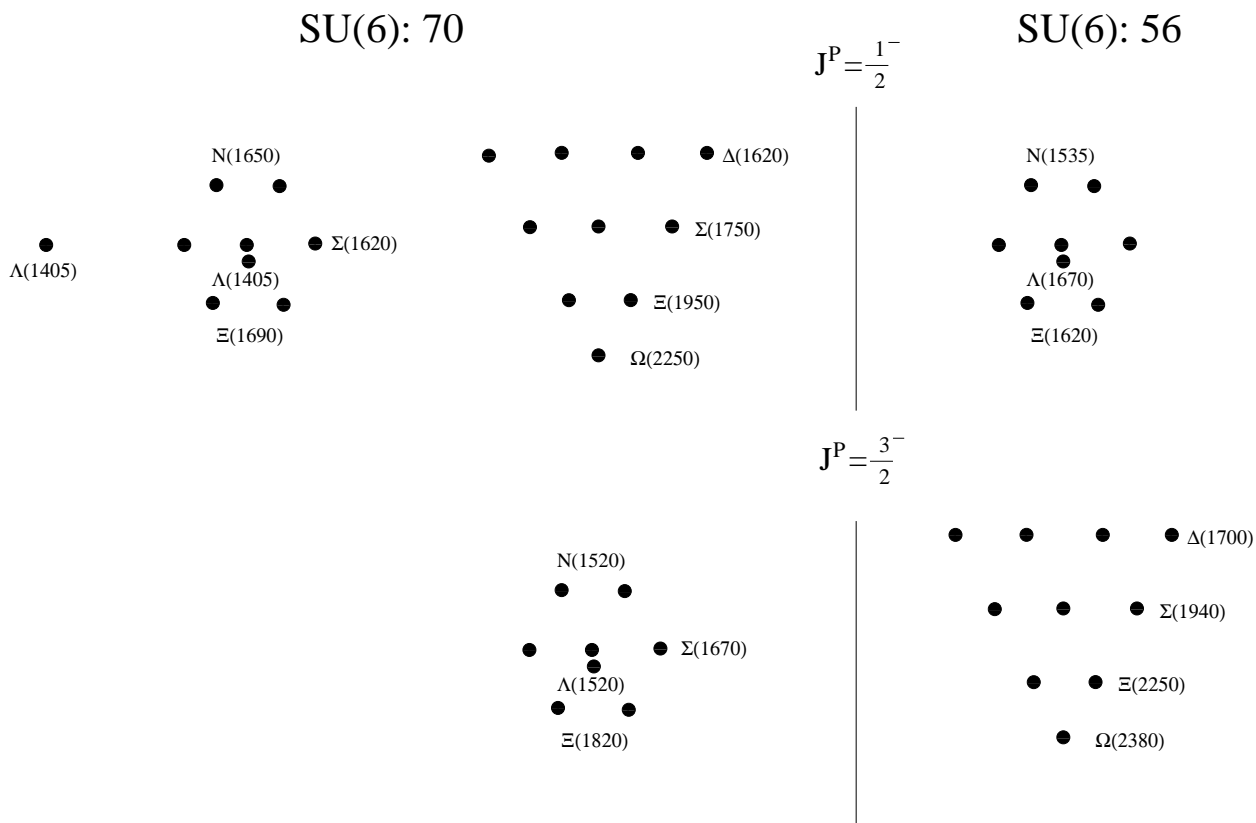 SU(6): 70
SU(6): 56
J^P = 1/2^-
N(1650)
Δ(1620)
N(1535)
Σ(1750)
Σ(1620)
Λ(1405)
Λ(1405)
Λ(1670)
Ξ(1950)
Ξ(1690)
Ξ(1620)
Ω(2250)
J^P = 3/2^-
Δ(1700)
N(1520)
Σ(1940)
Σ(1670)
Λ(1520)
Ξ(2250)
Ξ(1820)
Ω(2380)